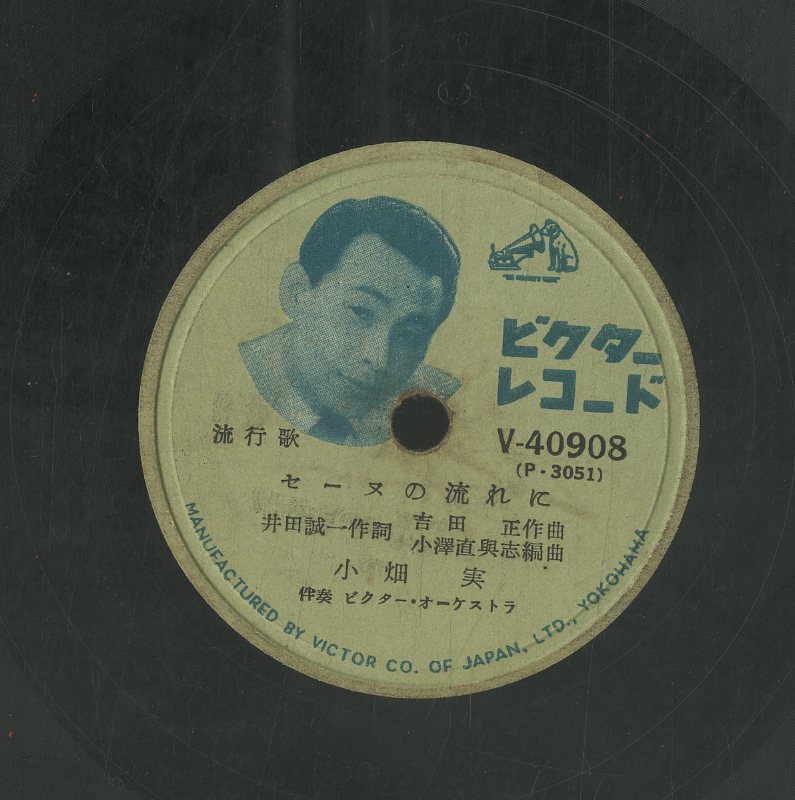 ビクター
レコード
V-40908
(P・3051)
流行歌
セーヌの流れに
井田誠一作詞 吉田 正作曲
小澤直與志編曲
小畑 実
伴奏 ビクター・オーケストラ
MANUFACTURED BY VICTOR CO. OF JAPAN, LTD., YOKOHAMA